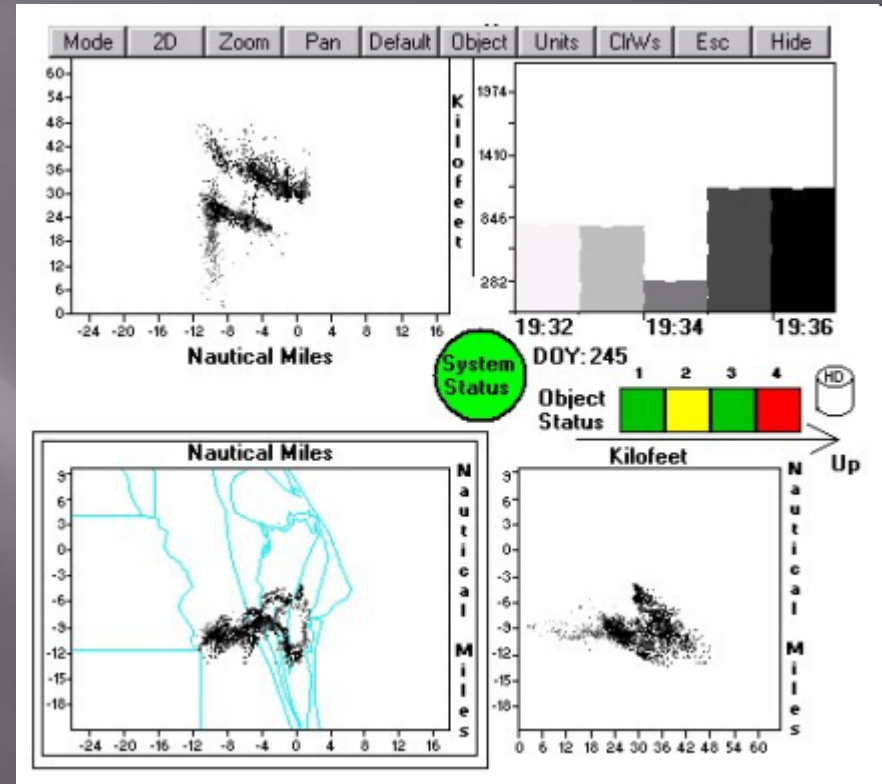 Mode 2D Zoom Pan Default Object Units ClrWs Esc Hide
60
54
48
42
36
30
24
18
12
6
0
-24 -20 -16 -12 -8 -4 0 4 8 12 16
Nautical Miles
Kilofeet
1974
1410
846
282
19:32 19:34 19:36
DOY: 245
System
Status
1 2 3 4
Object
Status
HD
Up
Nautical Miles
9
6
3
0
-3
-6
-9
-12
-15
-18
-24 -20 -16 -12 -8 -4 0 4 8 12 16
Nautical Miles
Kilofeet
9
6
3
0
-3
-6
-9
-12
-15
-18
0 6 12 18 24 30 36 42 48 54 60
Nautical Miles